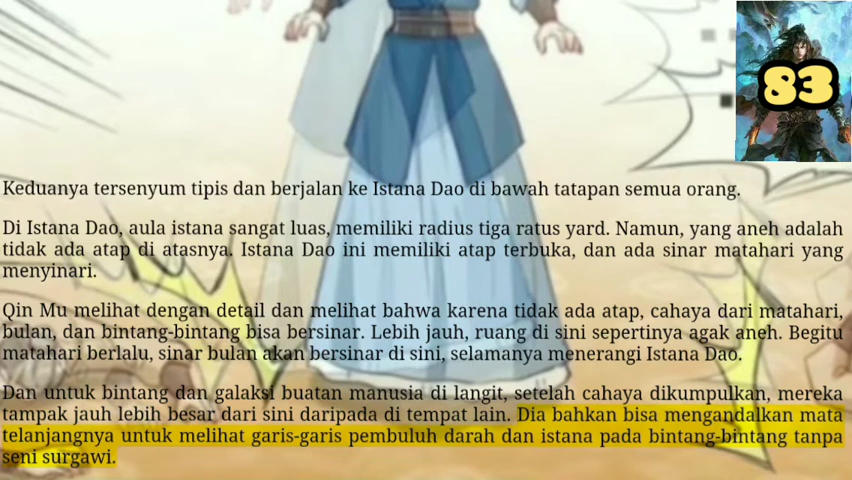 83
Keduanya tersenyum tipis dan berjalan ke Istana Dao di bawah tatapan semua orang.
Di Istana Dao, aula istana sangat luas, memiliki radius tiga ratus yard. Namun, yang aneh adalah
tidak ada atap di atasnya. Istana Dao ini memiliki atap terbuka, dan ada sinar matahari yang
menyinari.
Qin Mu melihat dengan detail dan melihat bahwa karena tidak ada atap, cahaya dari matahari,
bulan, dan bintang-bintang bisa bersinar. Lebih jauh, ruang di sini sepertinya agak aneh. Begitu
matahari berlalu, sinar bulan akan bersinar di sini, selamanya menerangi Istana Dao.
Dan untuk bintang dan galaksi buatan manusia di langit, setelah cahaya dikumpulkan, mereka
tampak jauh lebih besar dari sini daripada di tempat lain. Dia bahkan bisa mengandalkan mata
telanjangnya untuk melihat garis-garis pembuluh darah dan istana pada bintang-bintang tanpa
seni surgawi.